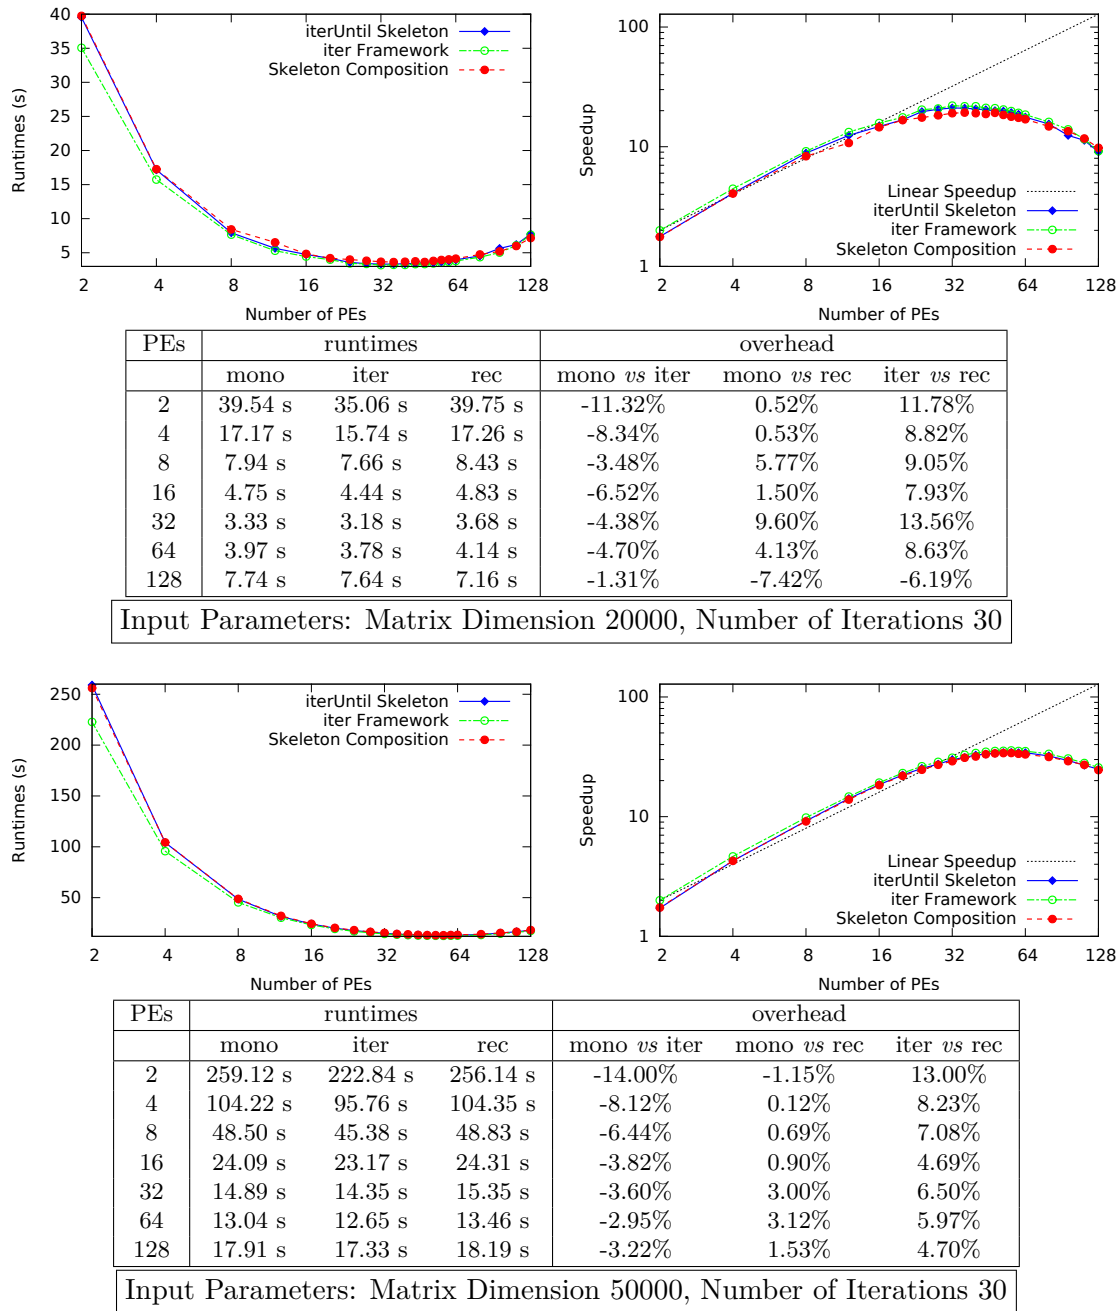 40
35
30
25
20
15
10
5
Runtimes (s)
iterUntil Skeleton
iter Framework
Skeleton Composition
2 4 8 16 32 64 128
Number of PEs
100
10
1
Speedup
Linear Speedup
iterUntil Skeleton
iter Framework
Skeleton Composition
2 4 8 16 32 64 128
Number of PEs
PEs runtimes overhead
mono iter rec mono vs iter mono vs rec iter vs rec
2 39.54 s 35.06 s 39.75 s -11.32% 0.52% 11.78%
4 17.17 s 15.74 s 17.26 s -8.34% 0.53% 8.82%
8 7.94 s 7.66 s 8.43 s -3.48% 5.77% 9.05%
16 4.75 s 4.44 s 4.83 s -6.52% 1.50% 7.93%
32 3.33 s 3.18 s 3.68 s -4.38% 9.60% 13.56%
64 3.97 s 3.78 s 4.14 s -4.70% 4.13% 8.63%
128 7.74 s 7.64 s 7.16 s -1.31% -7.42% -6.19%
Input Parameters: Matrix Dimension 20000, Number of Iterations 30
250
200
150
100
50
Runtimes (s)
iterUntil Skeleton
iter Framework
Skeleton Composition
2 4 8 16 32 64 128
Number of PEs
100
10
1
Speedup
Linear Speedup
iterUntil Skeleton
iter Framework
Skeleton Composition
2 4 8 16 32 64 128
Number of PEs
PEs runtimes overhead
mono iter rec mono vs iter mono vs rec iter vs rec
2 259.12 s 222.84 s 256.14 s -14.00% -1.15% 13.00%
4 104.22 s 95.76 s 104.35 s -8.12% 0.12% 8.23%
8 48.50 s 45.38 s 48.83 s -6.44% 0.69% 7.08%
16 24.09 s 23.17 s 24.31 s -3.82% 0.90% 4.69%
32 14.89 s 14.35 s 15.35 s -3.60% 3.00% 6.50%
64 13.04 s 12.65 s 13.46 s -2.95% 3.12% 5.97%
128 17.91 s 17.33 s 18.19 s -3.22% 1.53% 4.70%
Input Parameters: Matrix Dimension 50000, Number of Iterations 30